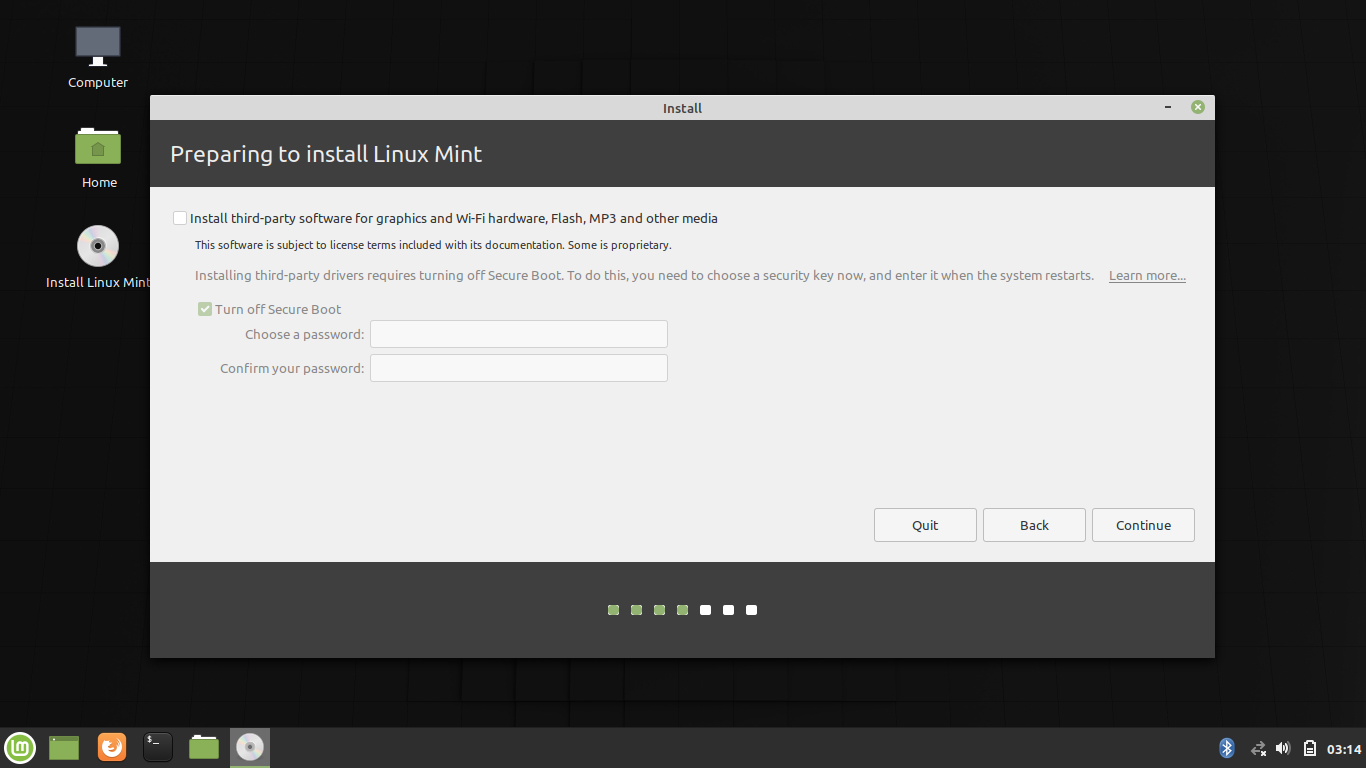 Computer
Home
Install Linux Mint
Install
Preparing to install Linux Mint
Install third-party software for graphics and Wi-Fi hardware, Flash, MP3 and other media
This software is subject to license terms included with its documentation. Some is proprietary.
Installing third-party drivers requires turning off Secure Boot. To do this, you need to choose a security key now, and enter it when the system restarts. Learn more...
Turn off Secure Boot
Choose a password:
Confirm your password:
Quit Back Continue
$_
03:14